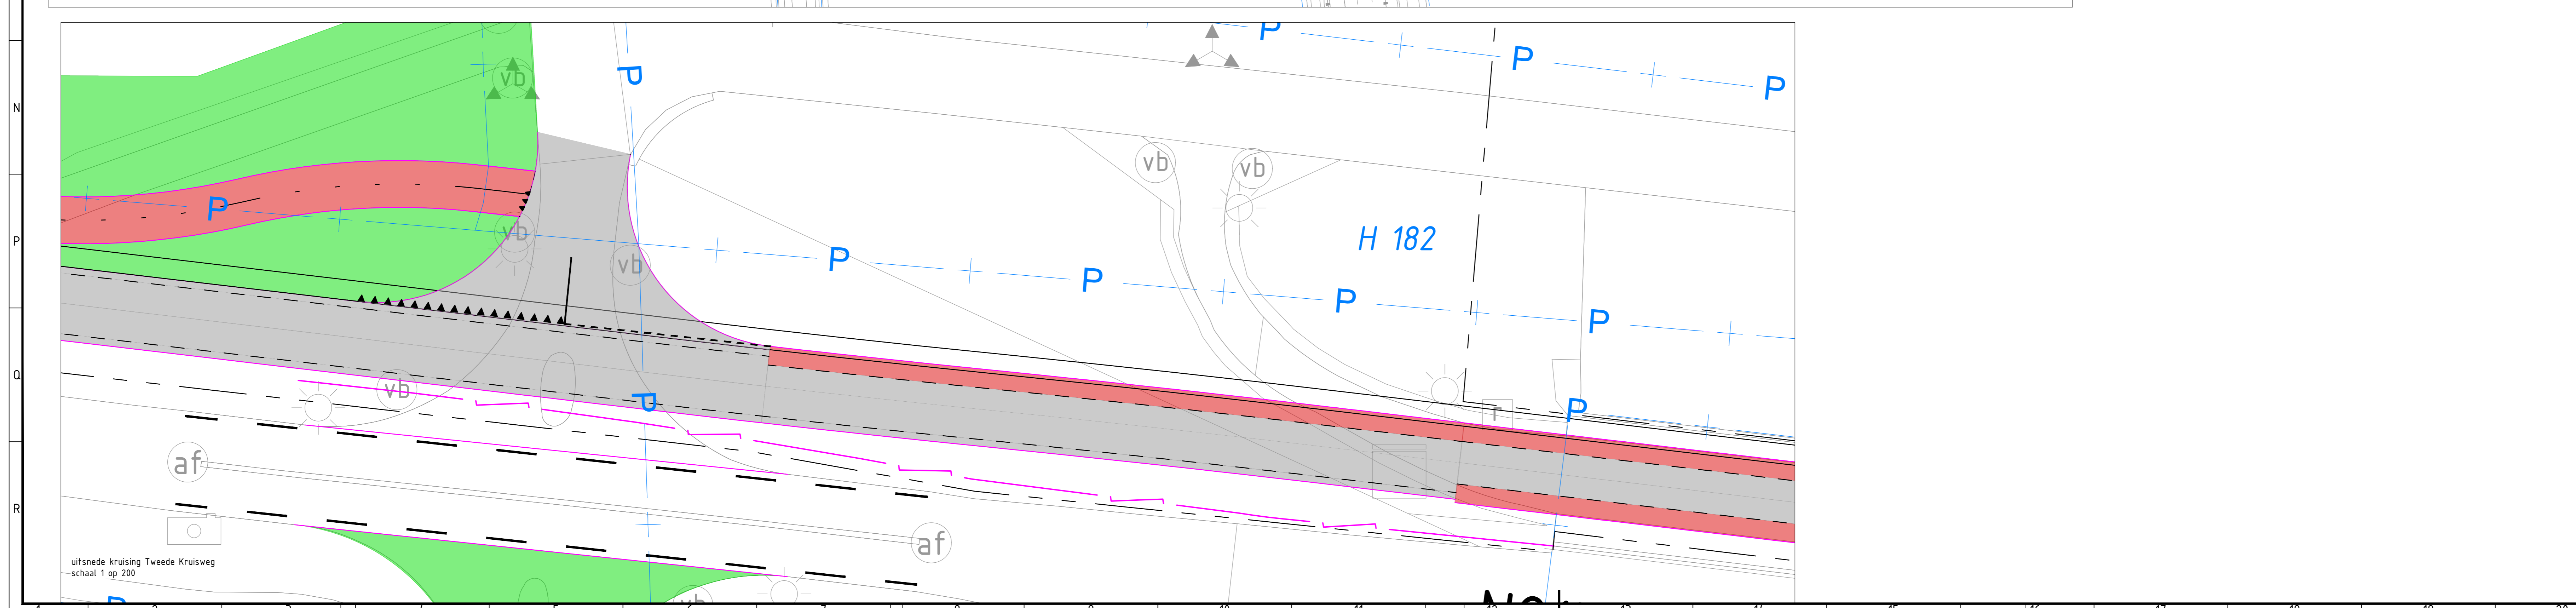 P P P
vb P
N
vb vb
P P vb H 182
vb P P P P
Q
vb P P
af
R af
uitsnede kruising Tweede Kruisweg
schaal 1 op 200